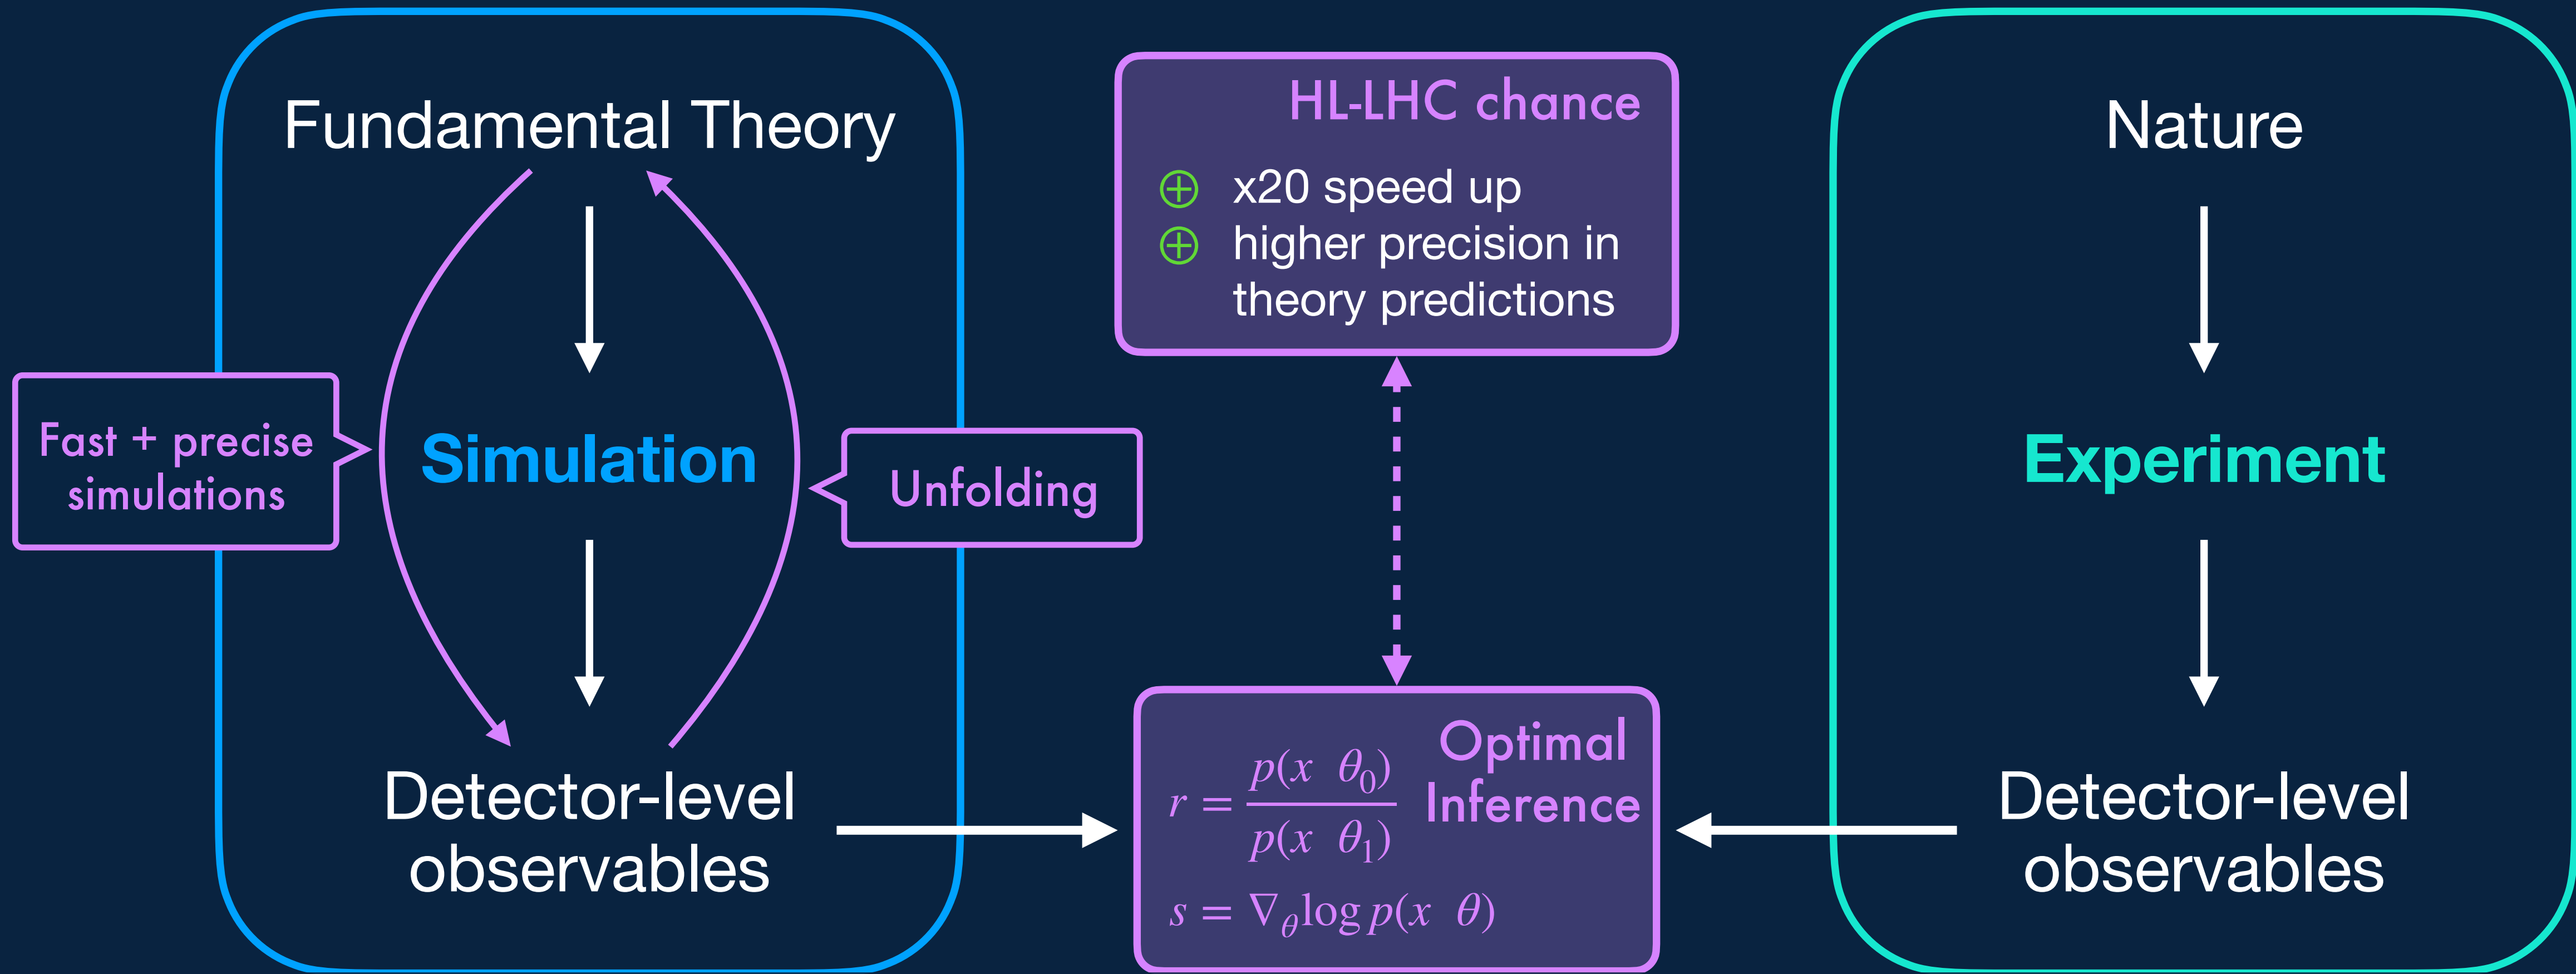 Fundamental Theory
Fast + precise
simulations
Simulation
Unfolding
Detector-level
observables
HL-LHC chance
⊕ x20 speed up
⊕ higher precision in
theory predictions
Optimal
Inference
r = p(x θ₀) / p(x θ₁)
s = ∇_θ log p(x θ)
Nature
Experiment
Detector-level
observables